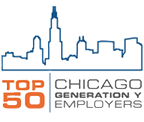 TOP
50
CHICAGO
GENERATION Y
EMPLOYERS